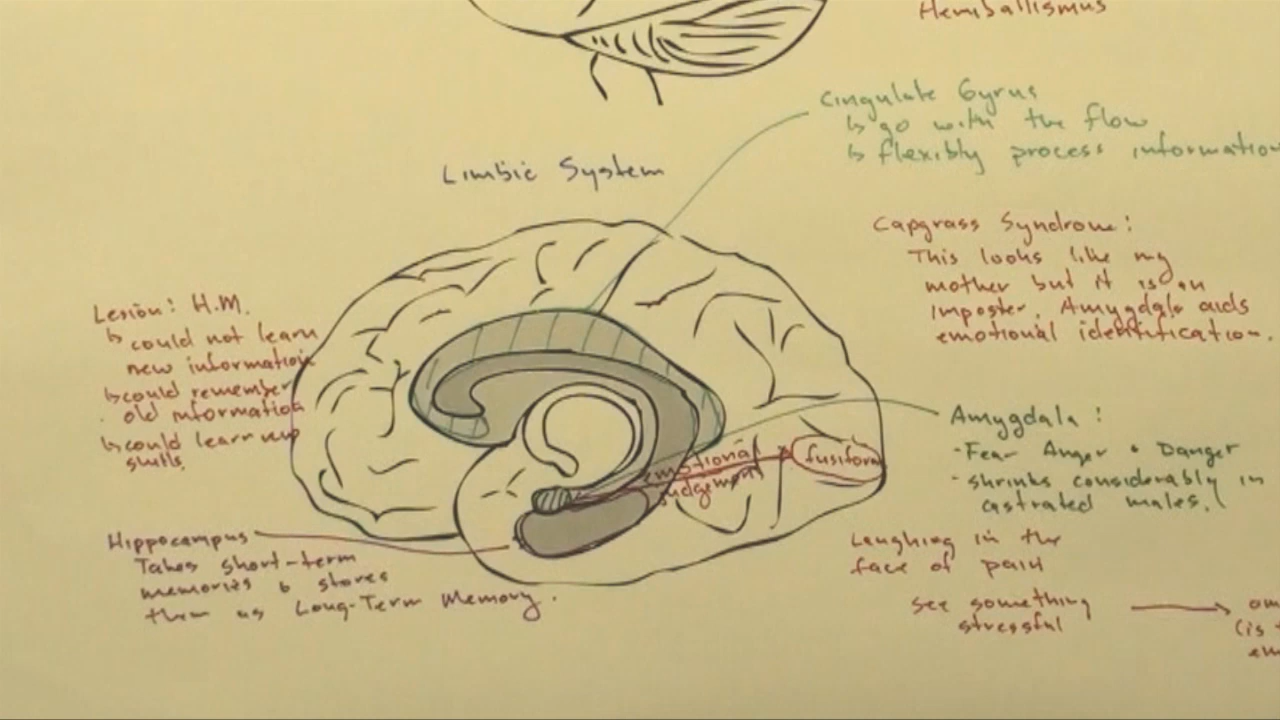 Hemballismus
Cingulate Gyrus
↳ go with the flow
↳ flexibly process information
Limbic System
Capgrass Syndrome:
This looks like my
mother but it is an
imposter. Amygdala aids
emotional identification.
Lesion: H.M.
↳ could not learn
new information
↳ could remember
old information
↳ could learn new
skills.
Amygdala:
- Fear Anger & Danger
- shrinks considerably in
castrated males.
emotional
judgement
fusiform
Hippocampus
Takes short-term
memories & stores
them as Long-Term Memory.
Laughing in the
face of pain
see something
stressful
(is